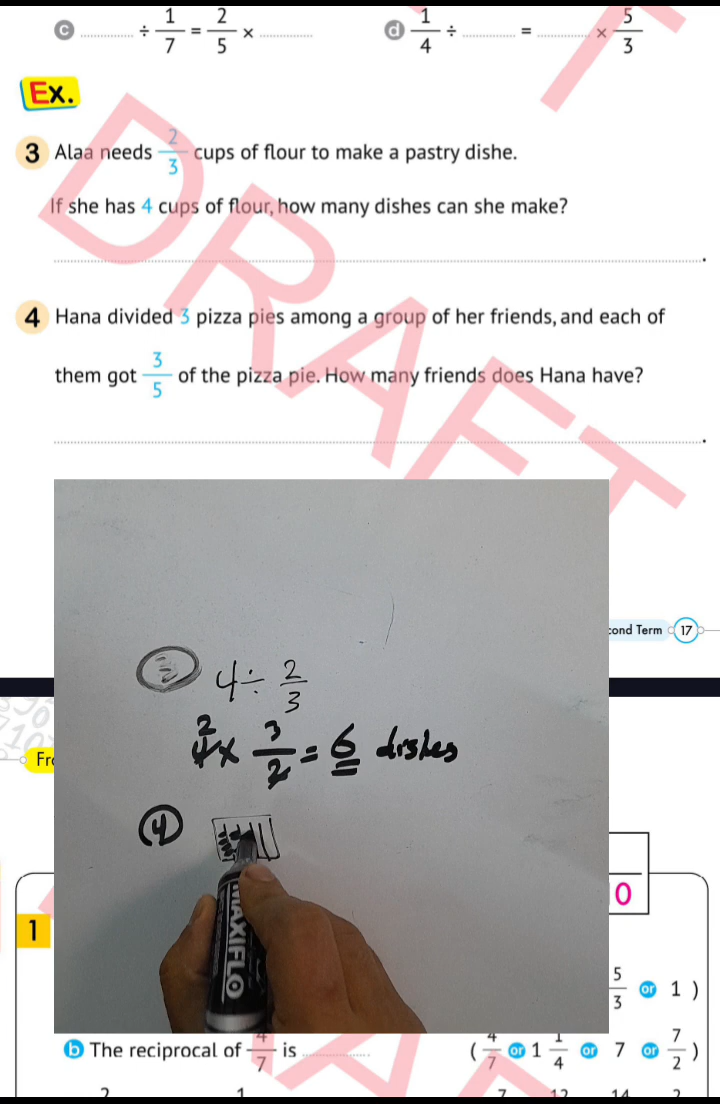 c ............ ÷ 1/7 = 2/5 × ............ d 1/4 ÷ ............ = ............ × 5/3
Ex.
3 Alaa needs 2/3 cups of flour to make a pastry dishe.
If she has 4 cups of flour, how many dishes can she make?
4 Hana divided 3 pizza pies among a group of her friends, and each of
them got 3/5 of the pizza pie. How many friends does Hana have?
DRAFT
cond Term 17
3 4 ÷ 2/3
2
4 × 3/2 = 6 dishes
4
Fr
0
1
MAXIFLO
5/3 or 1 )
b The reciprocal of 4/7 is ............ ( 4/7 or 1 1/4 or 7 or 7/2 )